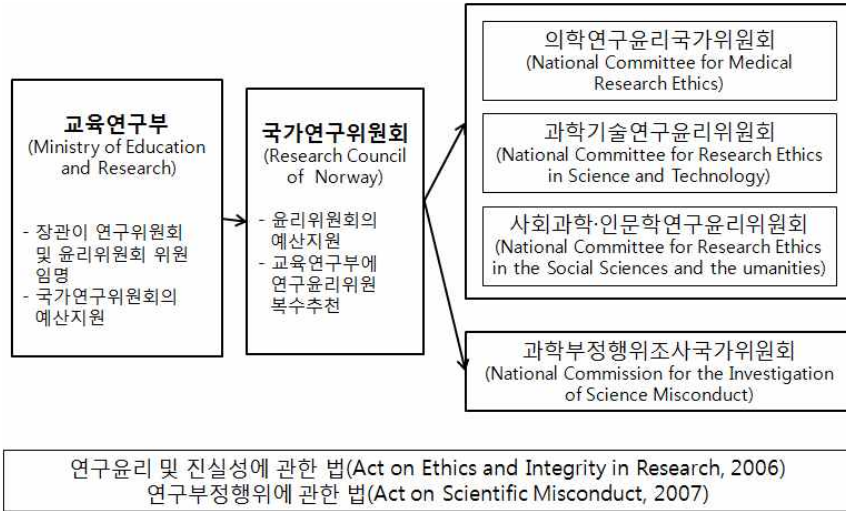 교육연구부
(Ministry of Education
and Research)
- 장관이 연구위원회
및 윤리위원회 위원
임명
- 국가연구위원회의
예산지원
국가연구위원회
(Research Council
of Norway)
- 윤리위원회의
예산지원
- 교육연구부에
연구윤리위원
복수추천
의학연구윤리국가위원회
(National Committee for Medical
Research Ethics)
과학기술연구윤리위원회
(National Committee for Research Ethics
in Science and Technology)
사회과학·인문학연구윤리위원회
(National Committee for Research Ethics
in the Social Sciences and the umanities)
과학부정행위조사국가위원회
(National Commission for the Investigation
of Science Misconduct)
연구윤리 및 진실성에 관한 법(Act on Ethics and Integrity in Research, 2006)
연구부정행위에 관한 법(Act on Scientific Misconduct, 2007)